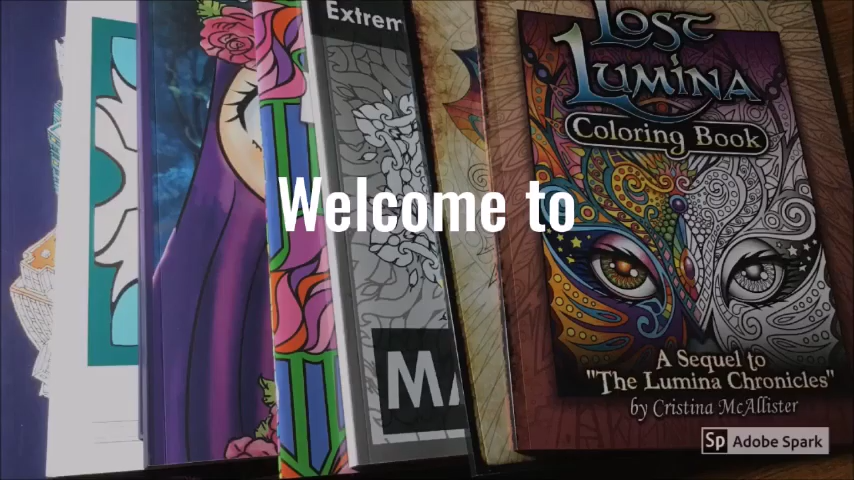 Extrem
Lost
Lumina
Coloring Book
Welcome to
MA
A Sequel to
"The Lumina Chronicles"
by Cristina McAllister
Sp Adobe Spark